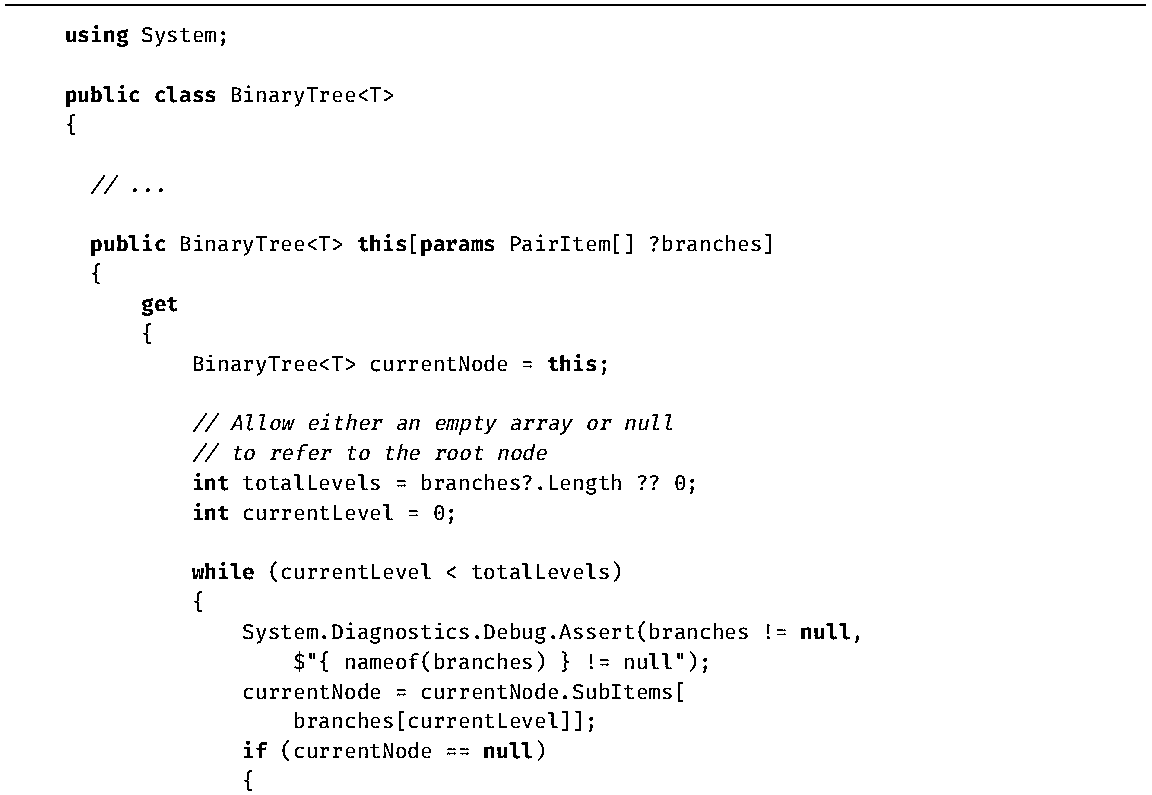 using System;
public class BinaryTree<T>
{
// ...
public BinaryTree<T> this[params PairItem[] ?branches]
{
get
{
BinaryTree<T> currentNode = this;
// Allow either an empty array or null
// to refer to the root node
int totalLevels = branches?.Length ?? 0;
int currentLevel = 0;
while (currentLevel < totalLevels)
{
System.Diagnostics.Debug.Assert(branches != null,
$"{ nameof(branches) } != null");
currentNode = currentNode.SubItems[
branches[currentLevel]];
if (currentNode == null)
{